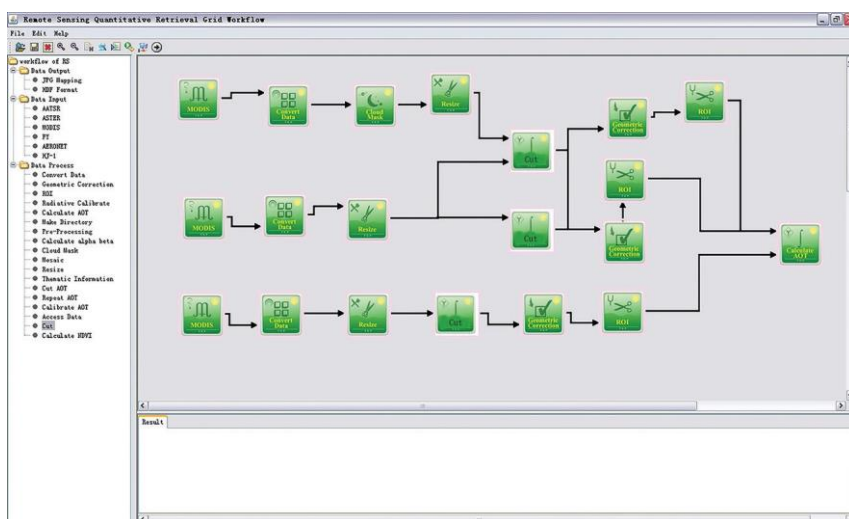 Remote Sensing Quantitative Retrieval Grid Workflow
File Edit Help
workflow of RS
Data Output
JPG Mapping
HDF Format
Data Input
AATSR
ASTER
MODIS
FY
AERONET
HJ-1
Data Process
Convert Data
Geometric Correction
ROI
Radiative Calibrate
Calculate AOT
Make Directory
Pre-Processing
Calculate alpha beta
Cloud Mask
Mosaic
Resize
Thematic Information
Cut AOT
Repeat AOT
Calibrate AOT
Access Data
Cut
Calculate NDVI
MODIS
Convert
Data
Cloud
Mask
Resize
Cut
Geometric
Correction
ROI
MODIS
Convert
Data
Resize
Cut
ROI
Geometric
Correction
Calculate
AOT
MODIS
Convert
Data
Resize
Cut
Geometric
Correction
ROI
Result